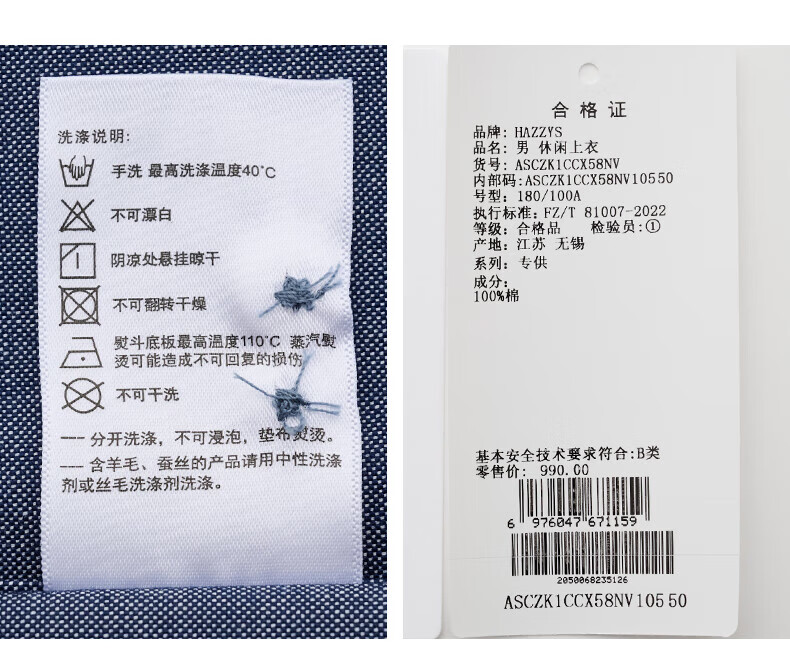 洗涤说明:
手洗 最高洗涤温度40°C
不可漂白
阴凉处悬挂晾干
不可翻转干燥
熨斗底板最高温度110°C 蒸汽熨
烫可能造成不可回复的损伤
不可干洗
--- 分开洗涤，不可浸泡，垫布熨烫。
--- 含羊毛、蚕丝的产品请用中性洗涤
剂或丝毛洗涤剂洗涤。
合格证
品牌: HAZZYS
品名: 男 休闲上衣
货号: ASCZK1CCX58NV
内部码:ASCZK1CCX58NV10550
号型: 180/100A
执行标准: FZ/T 81007-2022
等级: 合格品 检验员:①
产地: 江苏 无锡
系列: 专供
成分:
100%棉
基本安全技术要求符合:B类
零售价: 990.00
6 976047 671159
2050068235126
ASCZK1CCX58NV10550